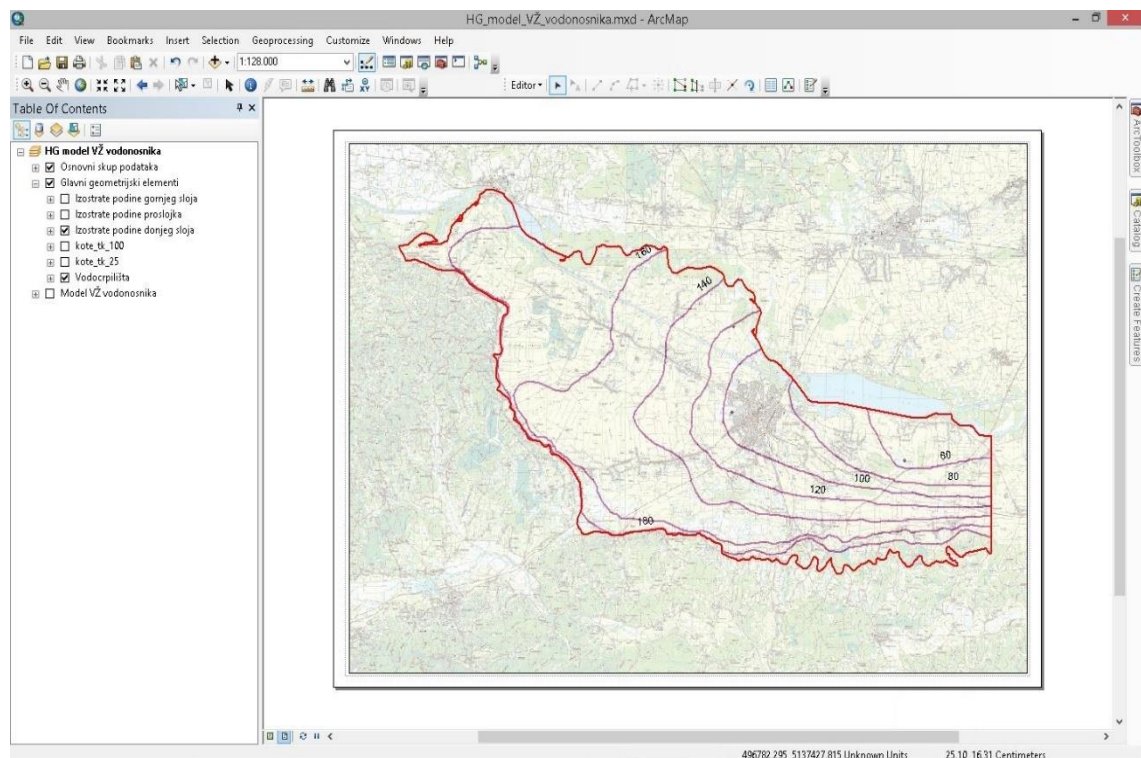 HG_model_VŽ_vodonosnika.mxd - ArcMap
File Edit View Bookmarks Insert Selection Geoprocessing Customize Windows Help
1:128.000
Editor
Table Of Contents
HG model VŽ vodonosnika
Osnovni skup podataka
Glavni geometrijski elementi
Izostrate podine gornjeg sloja
Izostrate podine proslojka
Izostrate podine donjeg sloja
kote_tk_100
kote_tk_25
Vodocrpilišta
Model VŽ vodonosnika
160
140
60
80
100
120
160
ArcToolbox
Catalog
Create Features
496782,295 5137427,815 Unknown Units
25,10 16,31 Centimeters